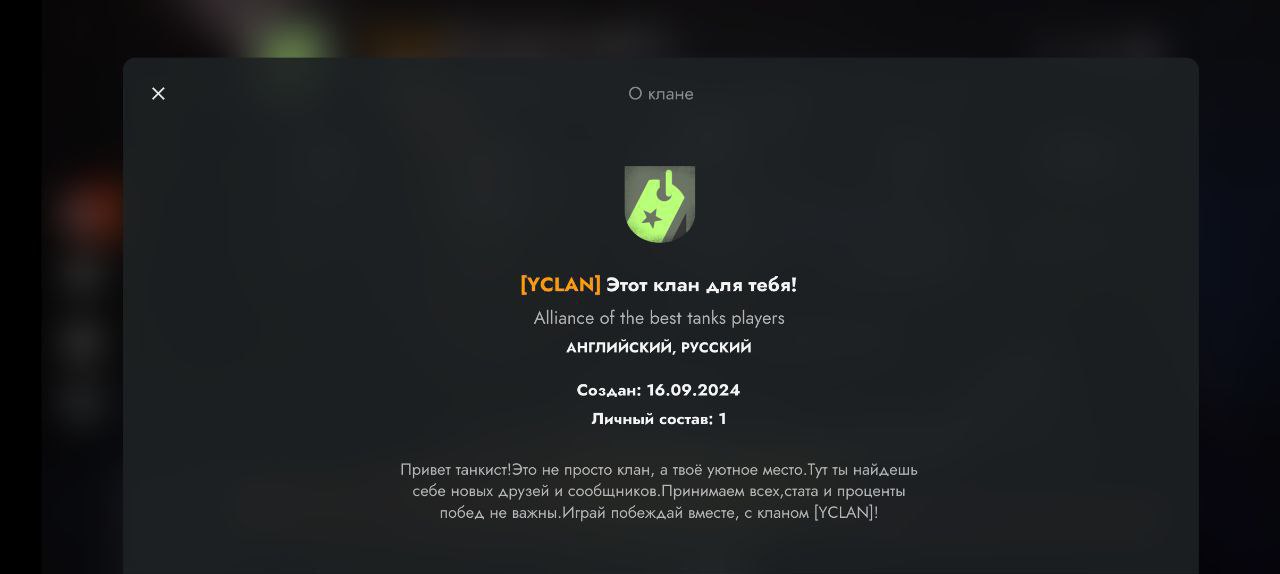 О клане
[YCLAN] Этот клан для тебя!
Alliance of the best tanks players
АНГЛИЙСКИЙ, РУССКИЙ
Создан: 16.09.2024
Личный состав: 1
Привет танкист!Это не просто клан, а твоё уютное место.Тут ты найдешь
себе новых друзей и сообщников.Принимаем всех,стата и проценты
побед не важны.Играй побеждай вместе, с кланом [YCLAN]!